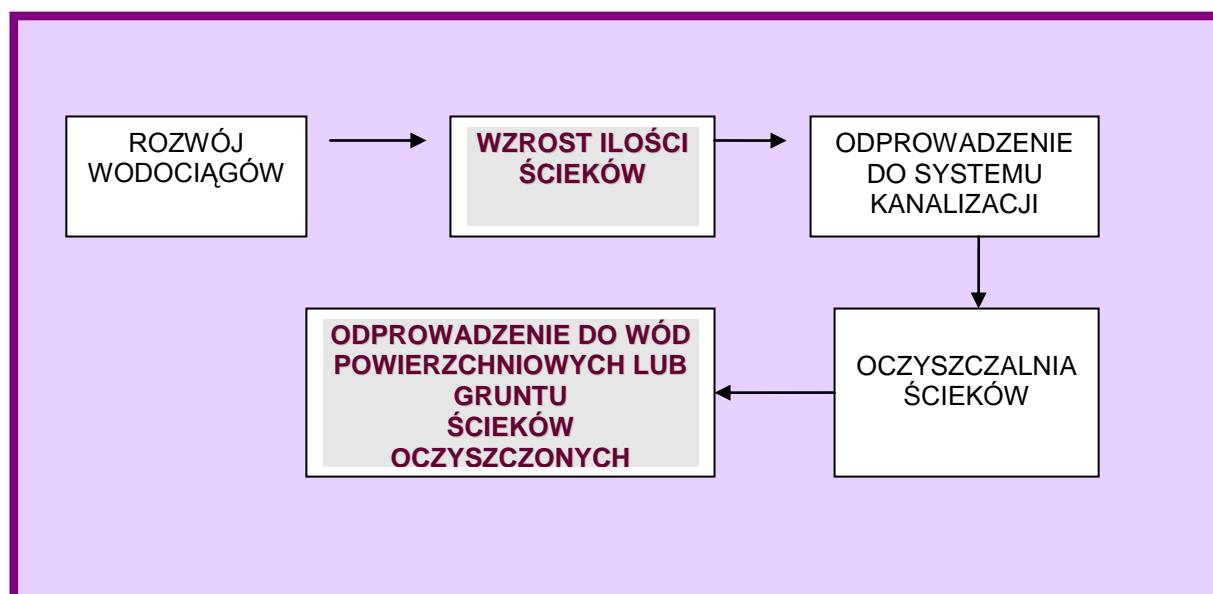 ROZWÓJ
WODOCIĄGÓW
WZROST ILOŚCI
ŚCIEKÓW
ODPROWADZENIE
DO SYSTEMU
KANALIZACJI
OCZYSZCZALNIA
ŚCIEKÓW
ODPROWADZENIE DO WÓD
POWIERZCHNIOWYCH LUB
GRUNTU
ŚCIEKÓW
OCZYSZCZONYCH